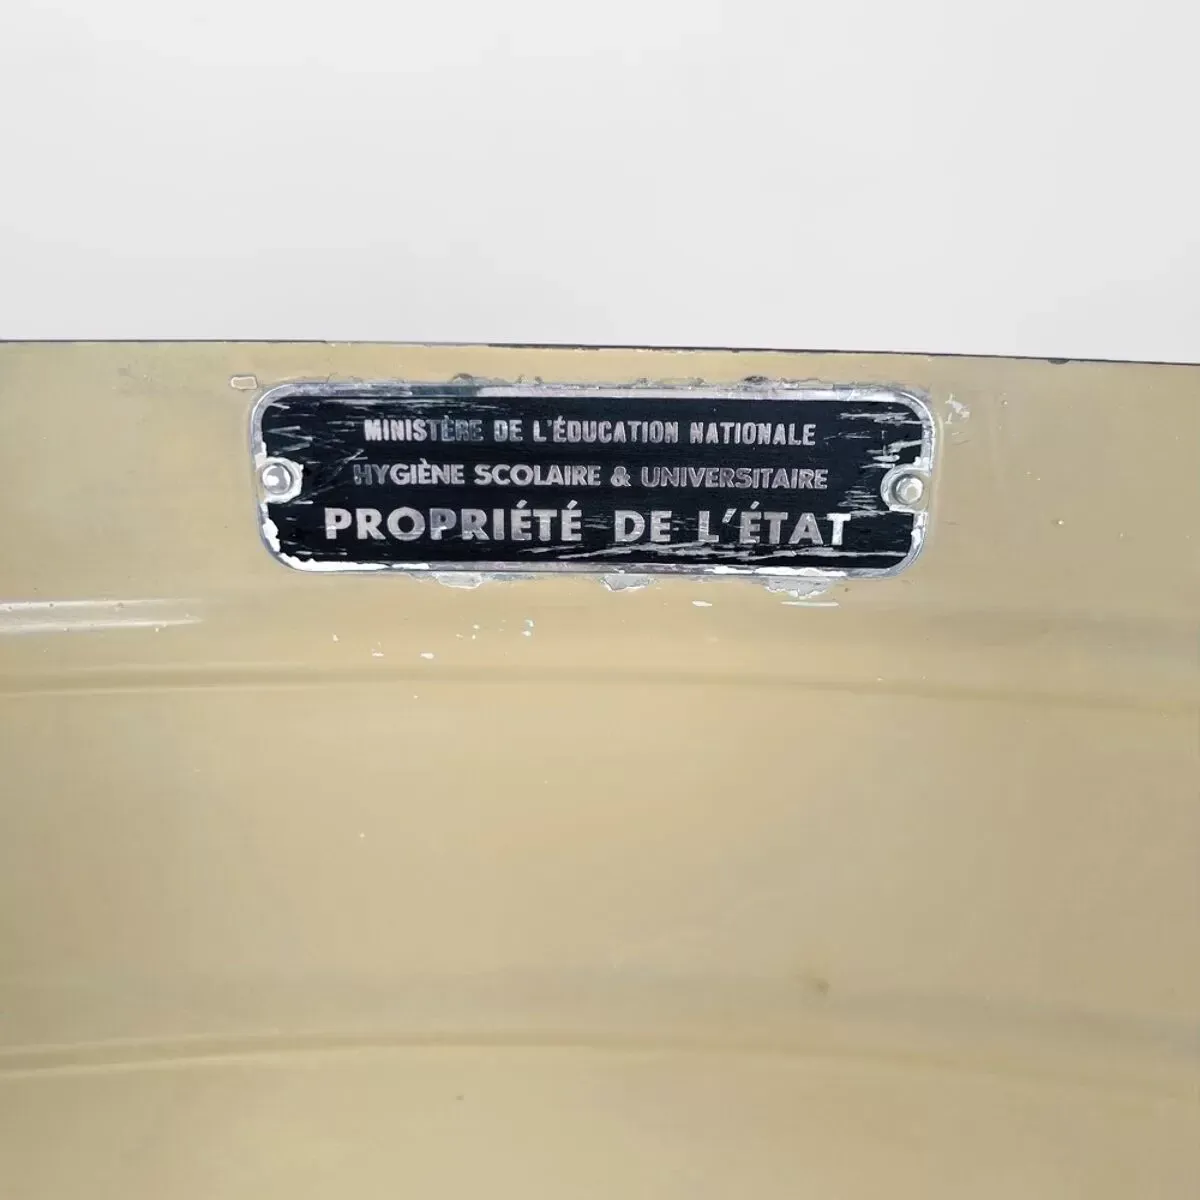 MINISTÈRE DE L'ÉDUCATION NATIONALE
HYGIÈNE SCOLAIRE & UNIVERSITAIRE
PROPRIÉTÉ DE L'ÉTAT